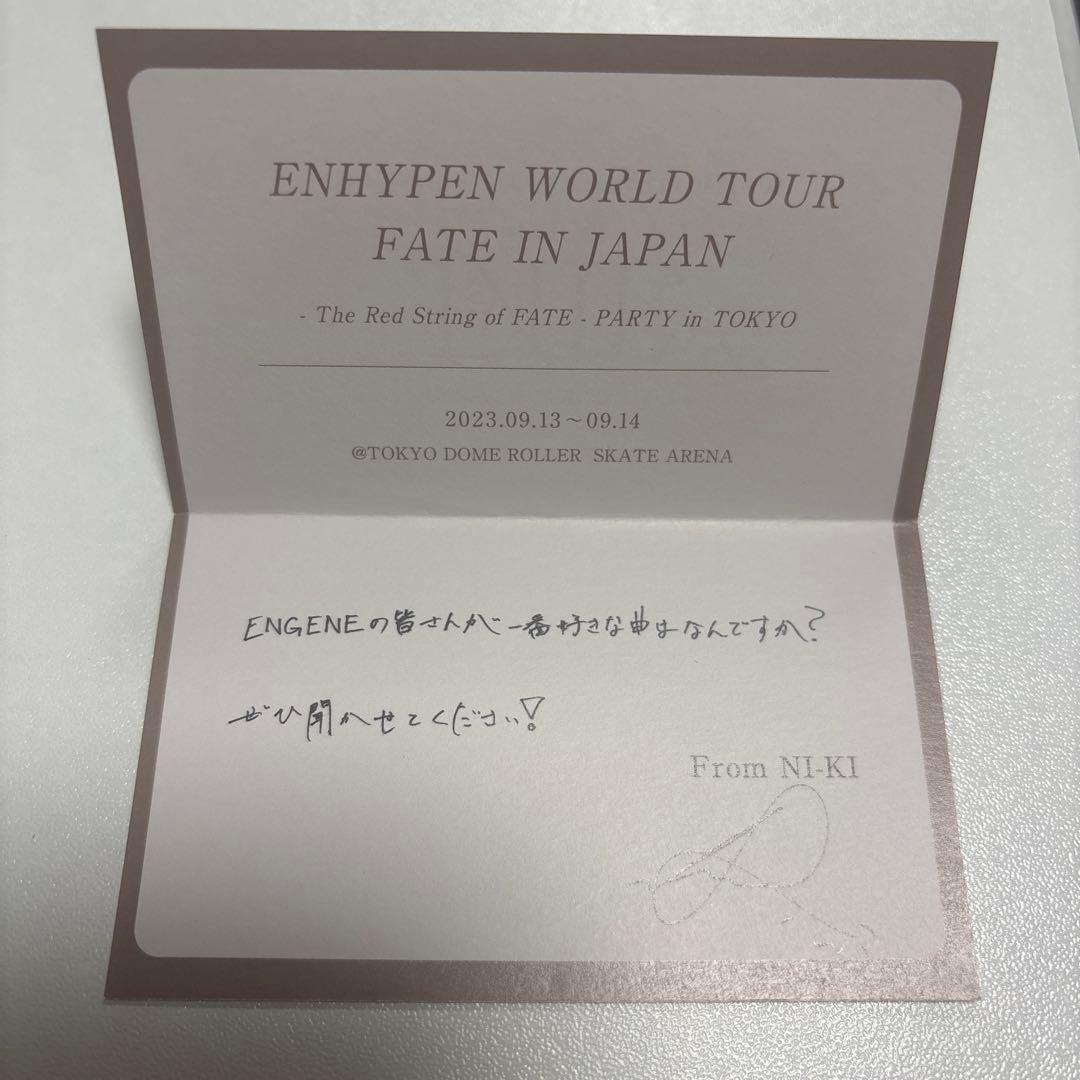 ENHYPEN WORLD TOUR
FATE IN JAPAN
- The Red String of FATE - PARTY in TOKYO
2023.09.13～09.14
@TOKYO DOME ROLLER SKATE ARENA
ENGENEの皆さんが一番好きな曲はなんですか？
ぜひ聞かせてください！
From NI-KI